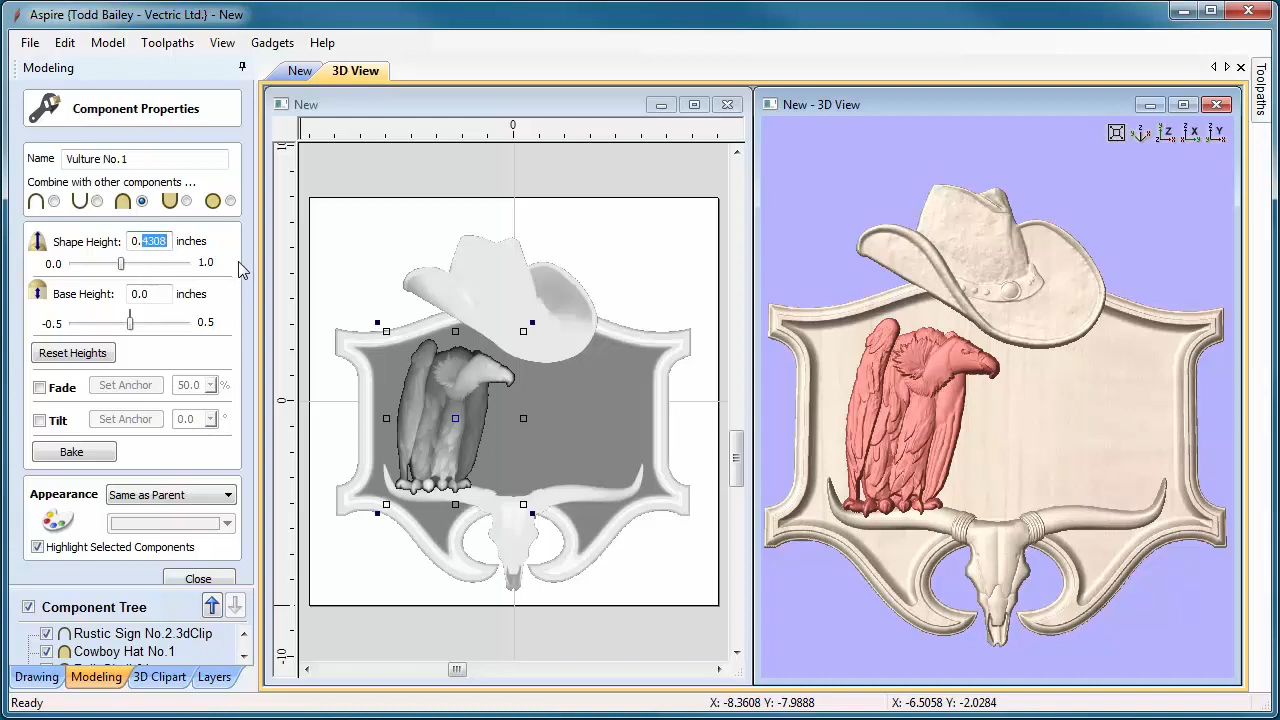 Aspire {Todd Bailey - Vectric Ltd.} - New
File Edit Model Toolpaths View Gadgets Help
Modeling
New 3D View
Toolpaths
Component Properties
New
New - 3D View
0
Z X Y
Name Vulture No.1
Combine with other components ...
Shape Height: 0.4308 inches
0.0 1.0
Base Height: 0.0 inches
-0.5 0.5
Reset Heights
Fade Set Anchor 50.0 %
0
Tilt Set Anchor 0.0 °
Bake
Appearance Same as Parent
Highlight Selected Components
Close
Component Tree
Rustic Sign No.2.3dClip
Cowboy Hat No.1
Drawing Modeling 3D Clipart Layers
Ready
X: -8.3608 Y: -7.9888
X: -6.5058 Y: -2.0284